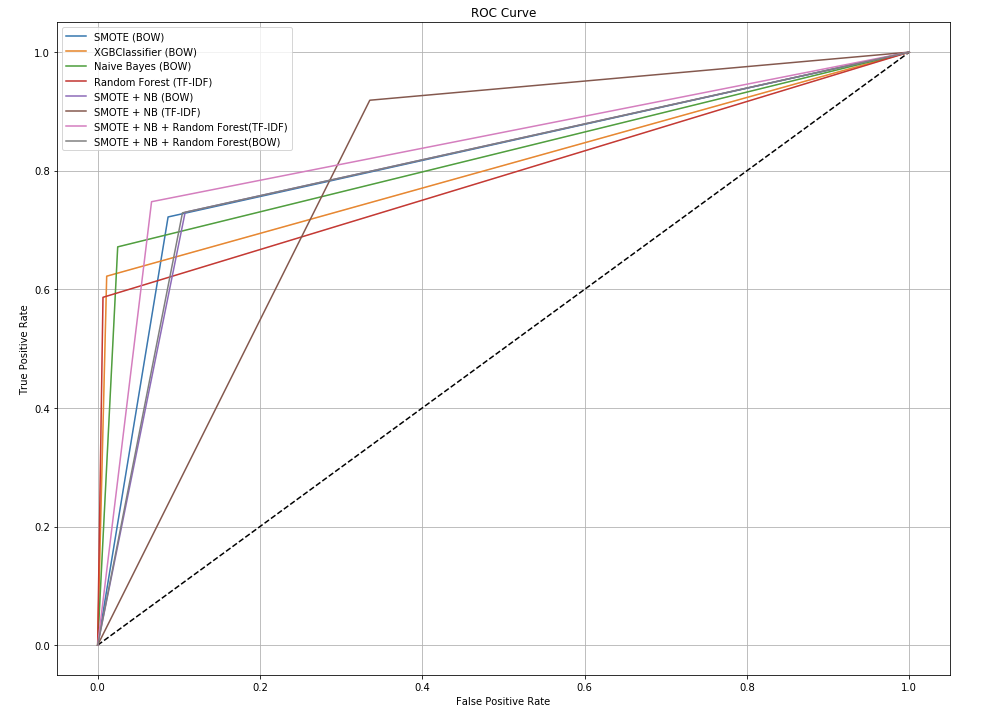 ROC Curve
SMOTE (BOW)
XGBClassifier (BOW)
Naive Bayes (BOW)
Random Forest (TF-IDF)
SMOTE + NB (BOW)
SMOTE + NB (TF-IDF)
SMOTE + NB + Random Forest(TF-IDF)
SMOTE + NB + Random Forest(BOW)
1.0
0.8
0.6
0.4
0.2
0.0
True Positive Rate
0.0 0.2 0.4 0.6 0.8 1.0
False Positive Rate